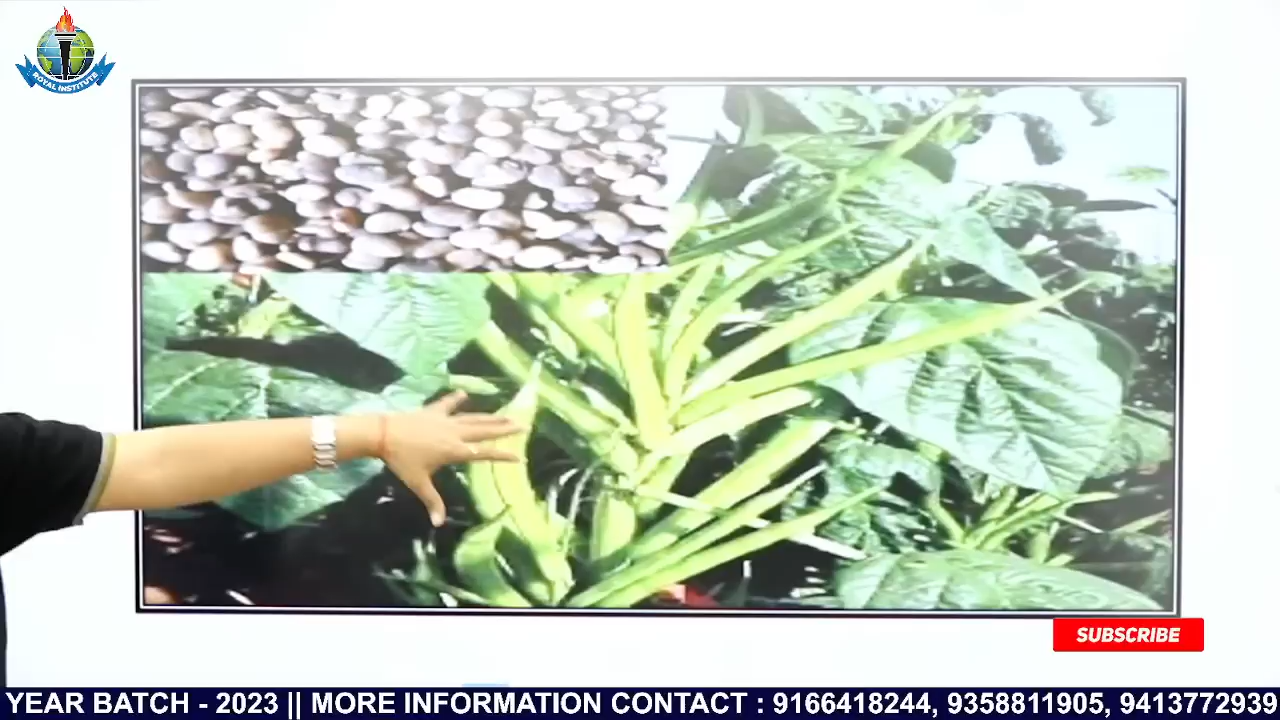 ROYAL INSTITUTE
SUBSCRIBE
YEAR BATCH - 2023 || MORE INFORMATION CONTACT : 9166418244, 9358811905, 9413772939